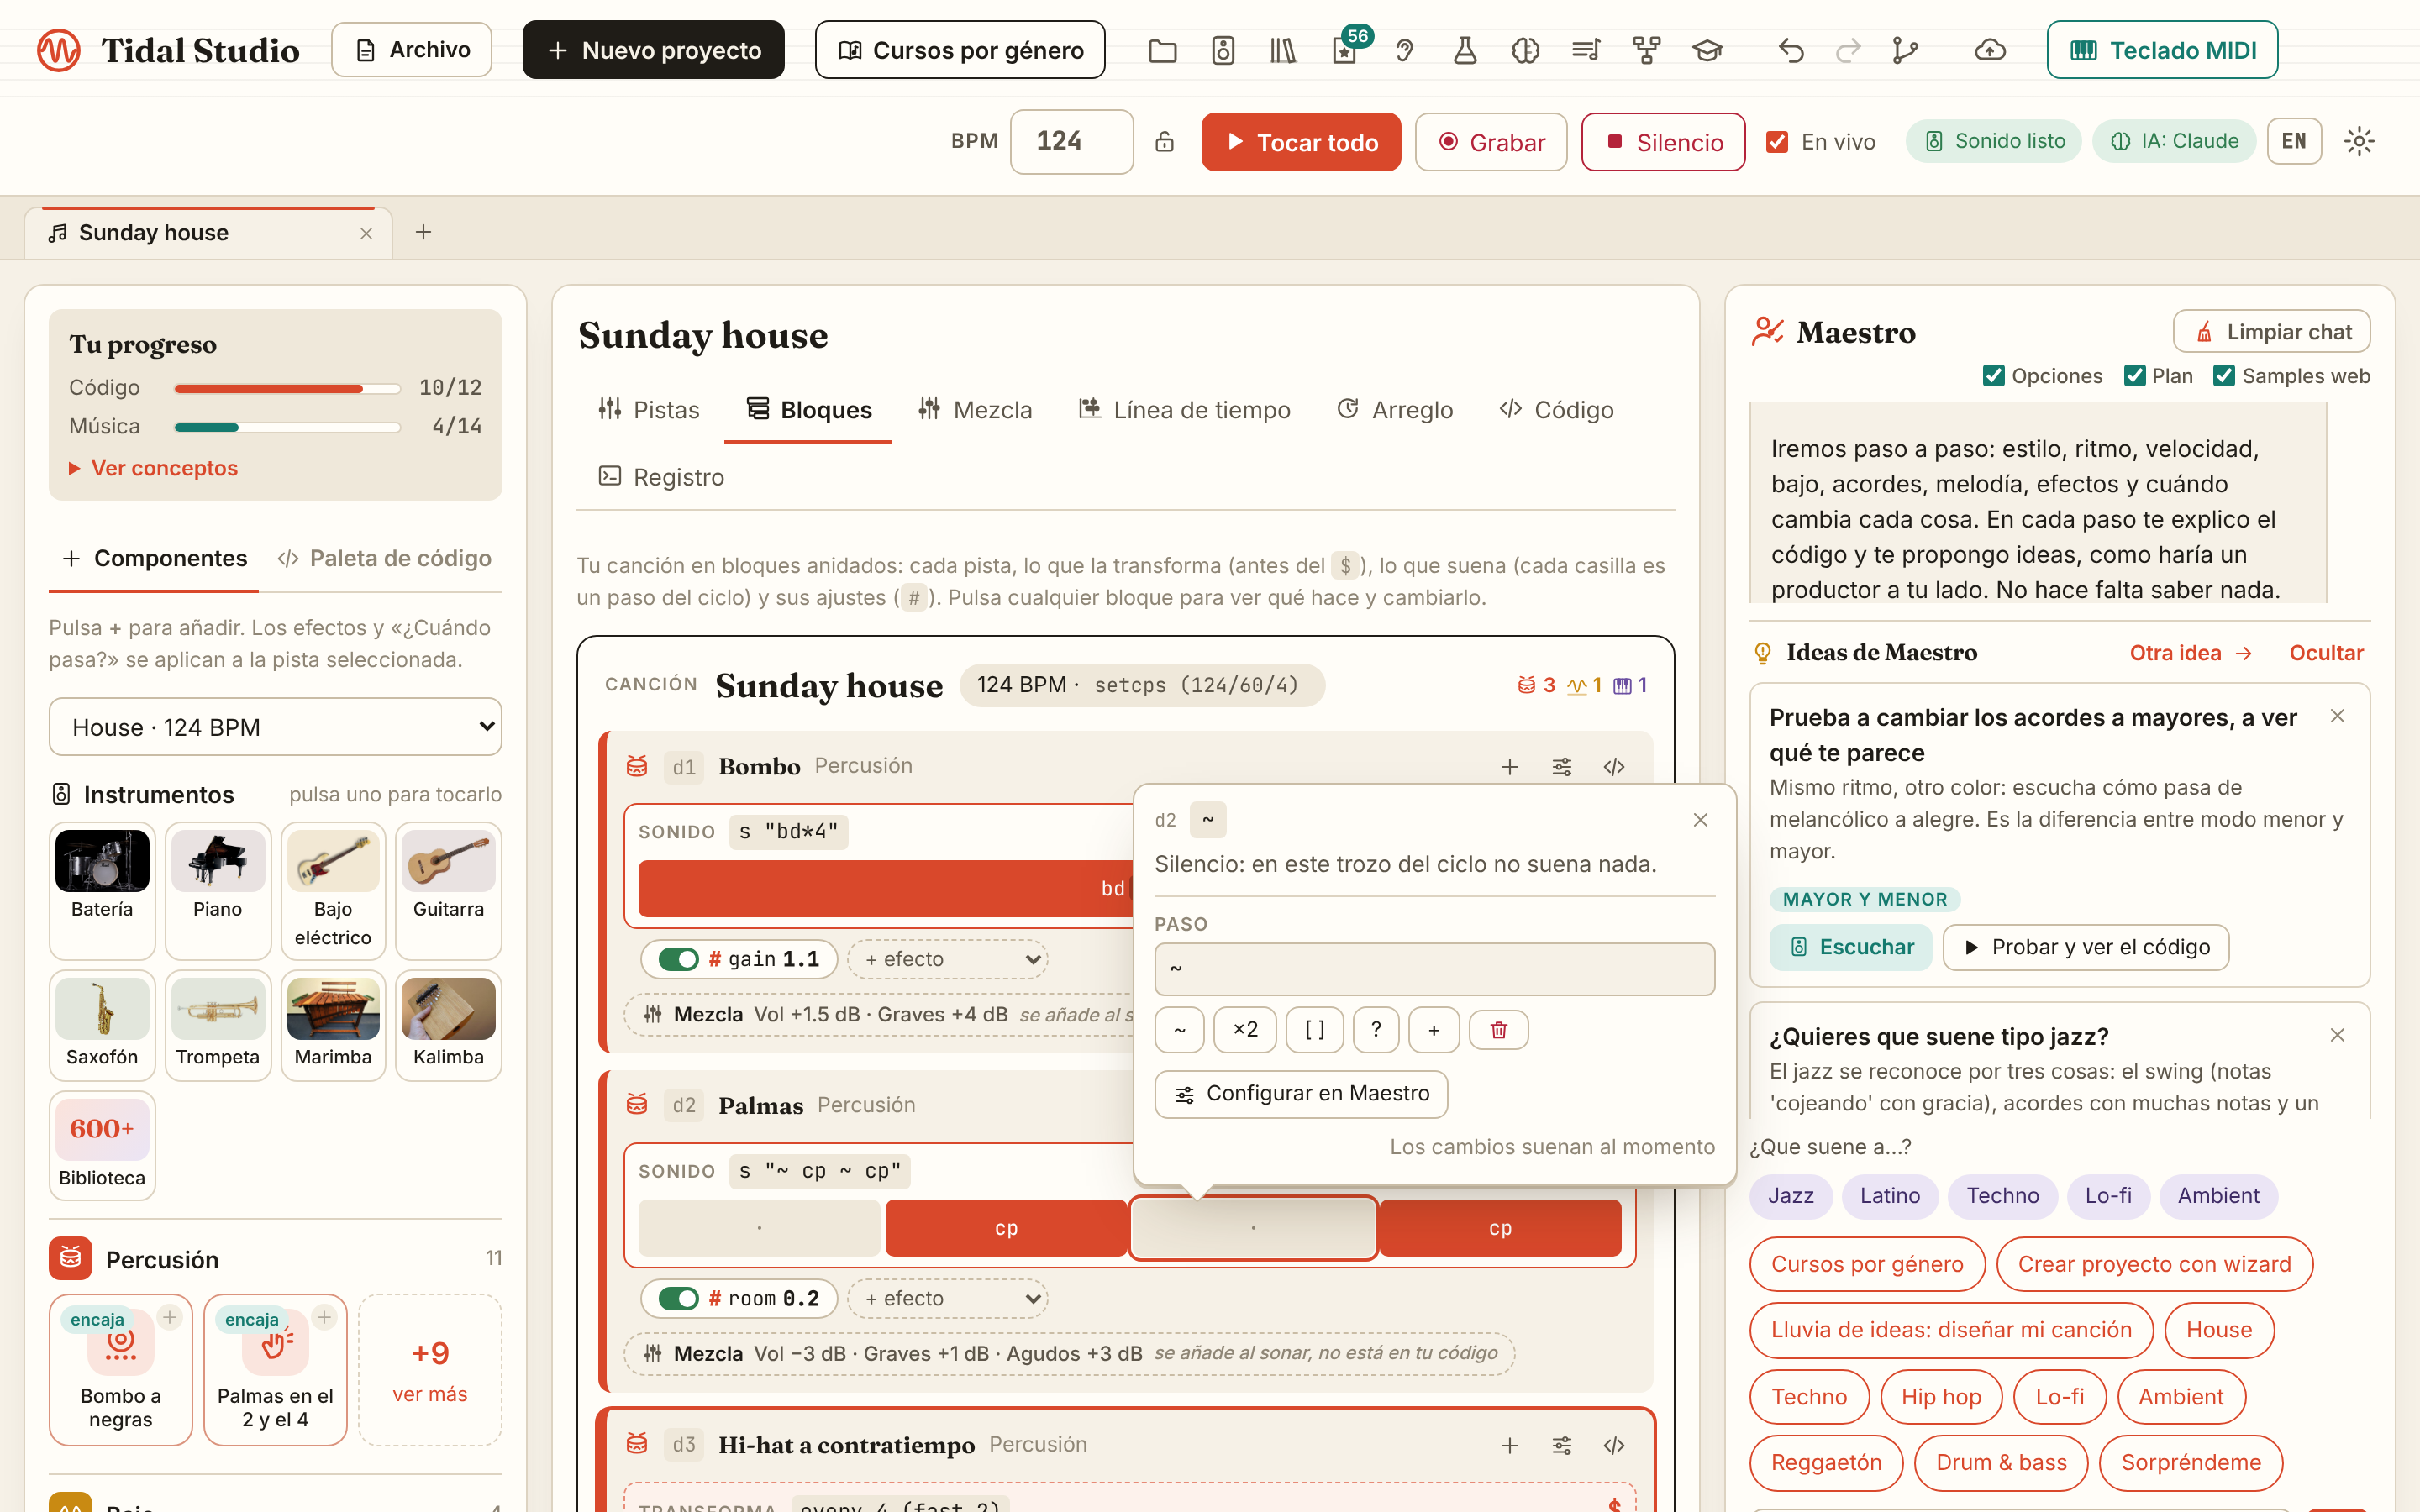 Tidal Studio
Archivo
+ Nuevo proyecto
Cursos por género
56
Teclado MIDI
BPM 124
Tocar todo
Grabar
Silencio
En vivo
Sonido listo
IA: Claude
EN
Sunday house
Tu progreso
Código 10/12
Música 4/14
Ver conceptos
+ Componentes
</> Paleta de código
Pulsa + para añadir. Los efectos y «¿Cuándo
pasa?» se aplican a la pista seleccionada.
House · 124 BPM
Instrumentos pulsa uno para tocarlo
Batería
Piano
Bajo
eléctrico
Guitarra
Saxofón
Trompeta
Marimba
Kalimba
600+
Biblioteca
Percusión 11
encaja
Bombo a
negras
encaja
Palmas en el
2 y el 4
+9
ver más
Sunday house
Pistas
Bloques
Mezcla
Línea de tiempo
Arreglo
</> Código
Registro
Tu canción en bloques anidados: cada pista, lo que la transforma (antes del $ ), lo que suena (cada casilla es
un paso del ciclo) y sus ajustes ( # ). Pulsa cualquier bloque para ver qué hace y cambiarlo.
CANCIÓN Sunday house 124 BPM · setcps (124/60/4) 3 1 1
d1 Bombo Percusión
SONIDO s "bd*4"
bd
# gain 1.1
+ efecto
Mezcla Vol +1.5 dB · Graves +4 dB se añade al s
d2 Palmas Percusión
SONIDO s "~ cp ~ cp"
· cp · cp
# room 0.2
+ efecto
Mezcla Vol −3 dB · Graves +1 dB · Agudos +3 dB se añade al sonar, no está en tu código
d3 Hi-hat a contratiempo Percusión
TRANSFORMA every 4 (fast 2) $
d2 ~
Silencio: en este trozo del ciclo no suena nada.
PASO
~
~ ×2 [ ] ? +
Configurar en Maestro
Los cambios suenan al momento
Maestro
Limpiar chat
Opciones Plan Samples web
Iremos paso a paso: estilo, ritmo, velocidad,
bajo, acordes, melodía, efectos y cuándo
cambia cada cosa. En cada paso te explico el
código y te propongo ideas, como haría un
productor a tu lado. No hace falta saber nada.
Ideas de Maestro
Otra idea →
Ocultar
Prueba a cambiar los acordes a mayores, a ver
qué te parece
Mismo ritmo, otro color: escucha cómo pasa de
melancólico a alegre. Es la diferencia entre modo menor y
mayor.
MAYOR Y MENOR
Escuchar
Probar y ver el código
¿Quieres que suene tipo jazz?
El jazz se reconoce por tres cosas: el swing (notas
'cojeando' con gracia), acordes con muchas notas y un
¿Que suene a...?
Jazz
Latino
Techno
Lo-fi
Ambient
Cursos por género
Crear proyecto con wizard
Lluvia de ideas: diseñar mi canción
House
Techno
Hip hop
Lo-fi
Ambient
Reggaetón
Drum & bass
Sorpréndeme